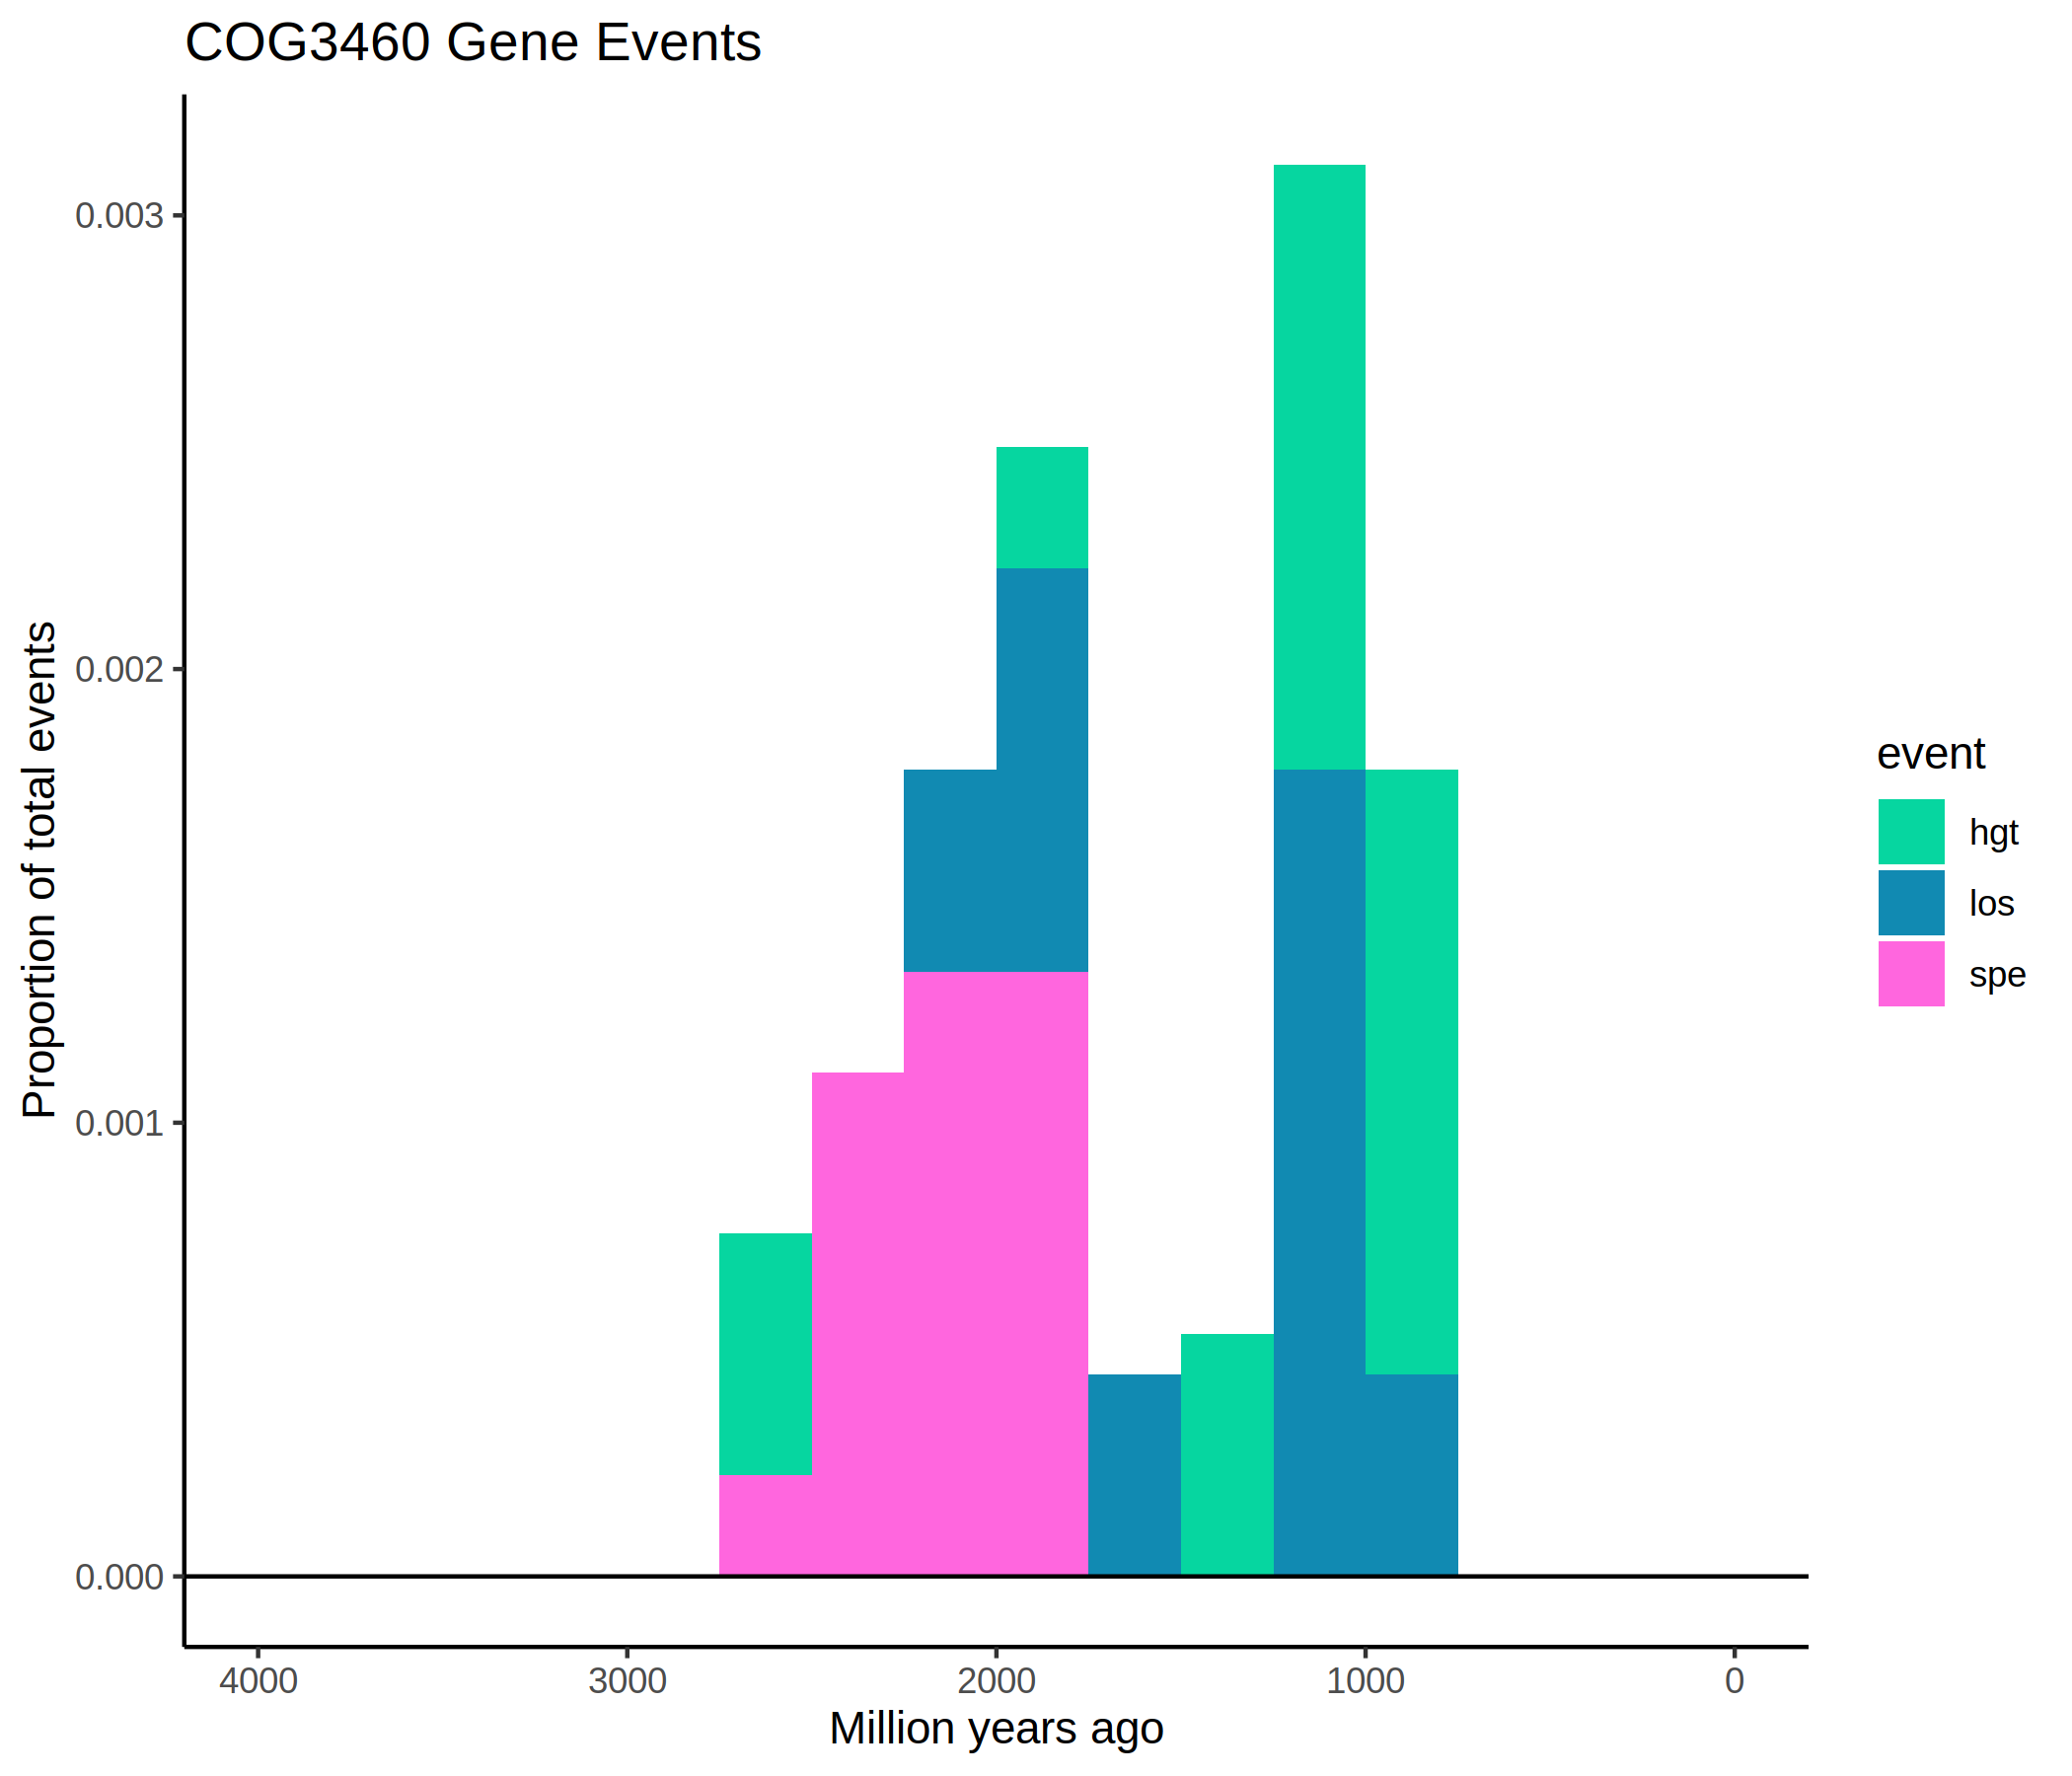 COG3460 Gene Events
Proportion of total events
0.003
0.002
0.001
0.000
4000
3000
2000
1000
0
Million years ago
event
hgt
los
spe